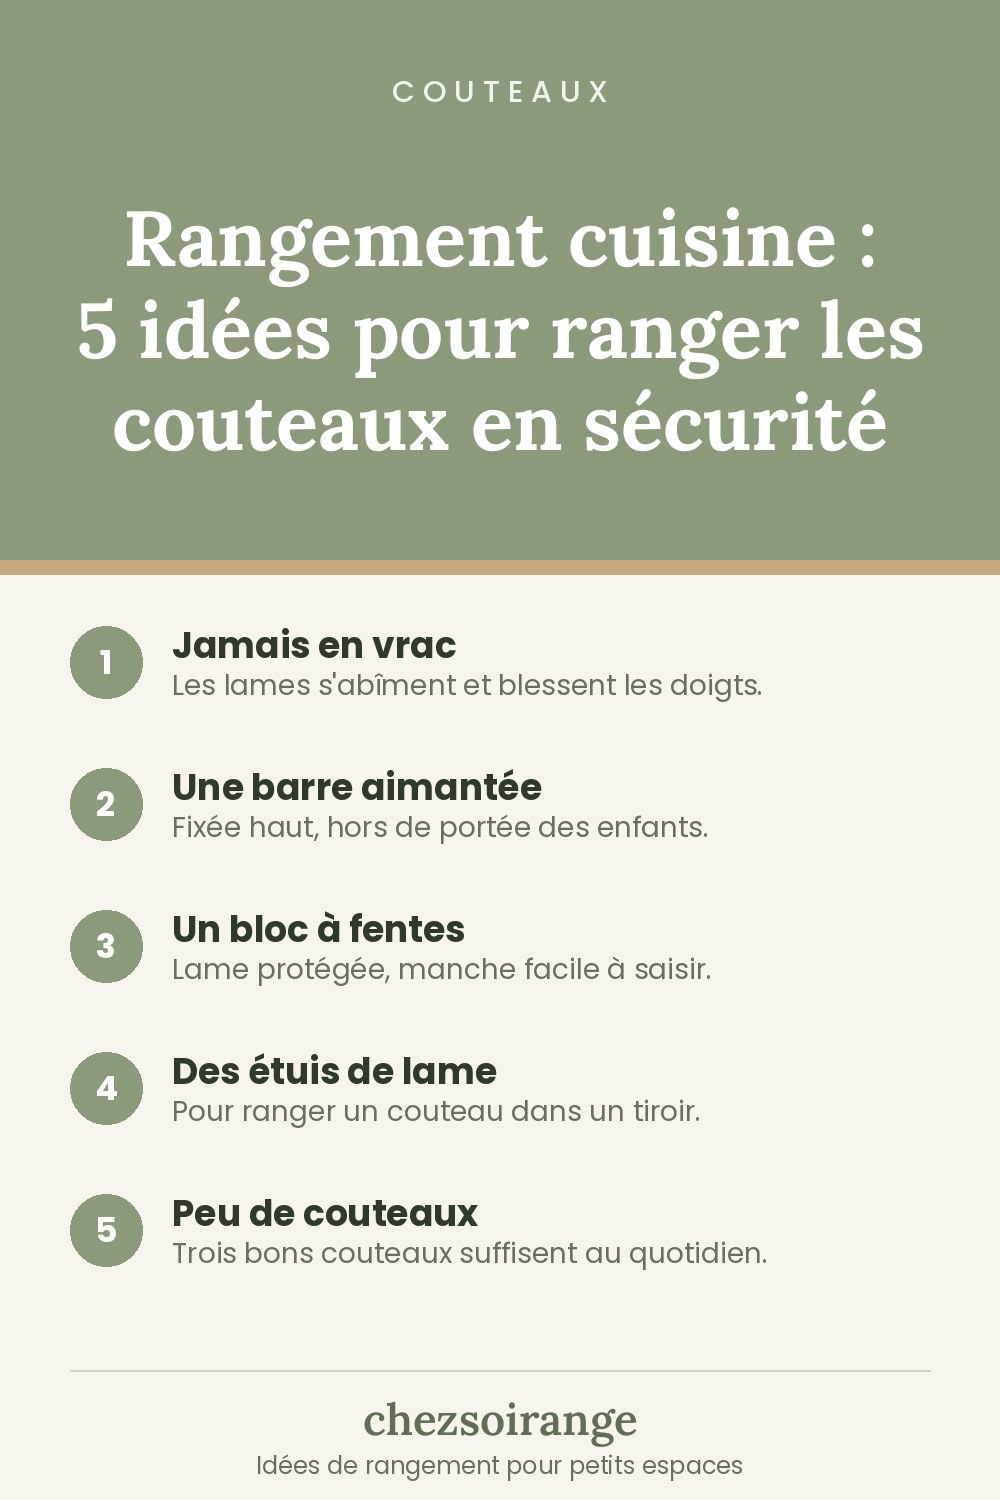 COUTEAUX
Rangement cuisine :
5 idées pour ranger les
couteaux en sécurité
1
Jamais en vrac
Les lames s'abîment et blessent les doigts.
2
Une barre aimantée
Fixée haut, hors de portée des enfants.
3
Un bloc à fentes
Lame protégée, manche facile à saisir.
4
Des étuis de lame
Pour ranger un couteau dans un tiroir.
5
Peu de couteaux
Trois bons couteaux suffisent au quotidien.
chezsoirange
Idées de rangement pour petits espaces